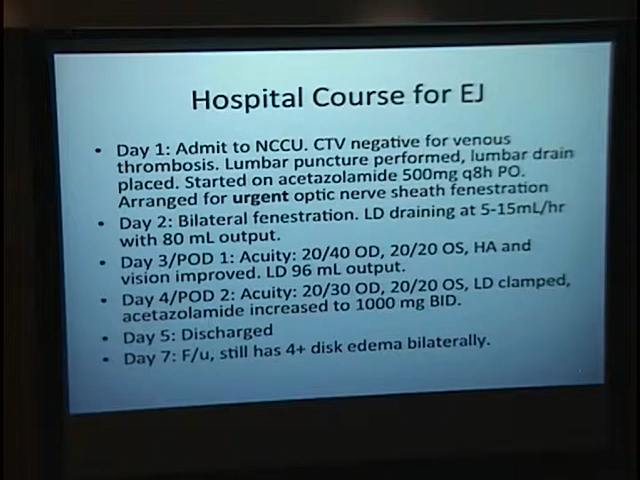 Hospital Course for EJ
• Day 1: Admit to NCCU. CTV negative for venous
thrombosis. Lumbar puncture performed, lumbar drain
placed. Started on acetazolamide 500mg q8h PO.
Arranged for urgent optic nerve sheath fenestration
• Day 2: Bilateral fenestration. LD draining at 5-15mL/hr
with 80 mL output.
• Day 3/POD 1: Acuity: 20/40 OD, 20/20 OS, HA and
vision improved. LD 96 mL output.
• Day 4/POD 2: Acuity: 20/30 OD, 20/20 OS, LD clamped,
acetazolamide increased to 1000 mg BID.
• Day 5: Discharged
• Day 7: F/u, still has 4+ disk edema bilaterally.